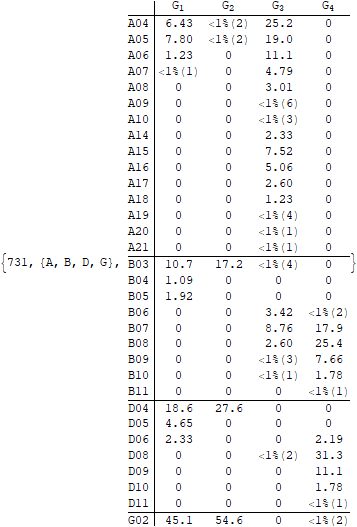 G1 G2 G3 G4
A04 6.43 <1%(2) 25.2 0
A05 7.80 <1%(2) 19.0 0
A06 1.23 0 11.1 0
A07 <1%(1) 0 4.79 0
A08 0 0 3.01 0
A09 0 0 <1%(6) 0
A10 0 0 <1%(3) 0
A14 0 0 2.33 0
A15 0 0 7.52 0
A16 0 0 5.06 0
A17 0 0 2.60 0
A18 0 0 1.23 0
A19 0 0 <1%(4) 0
A20 0 0 <1%(1) 0
A21 0 0 <1%(1) 0
{731, {A, B, D, G}, B03 10.7 17.2 <1%(4) 0 }
B04 1.09 0 0 0
B05 1.92 0 0 0
B06 0 0 3.42 <1%(2)
B07 0 0 8.76 17.9
B08 0 0 2.60 25.4
B09 0 0 <1%(3) 7.66
B10 0 0 <1%(1) 1.78
B11 0 0 0 <1%(1)
D04 18.6 27.6 0 0
D05 4.65 0 0 0
D06 2.33 0 0 2.19
D08 0 0 <1%(2) 31.3
D09 0 0 0 11.1
D10 0 0 0 1.78
D11 0 0 0 <1%(1)
G02 45.1 54.6 0 <1%(2)